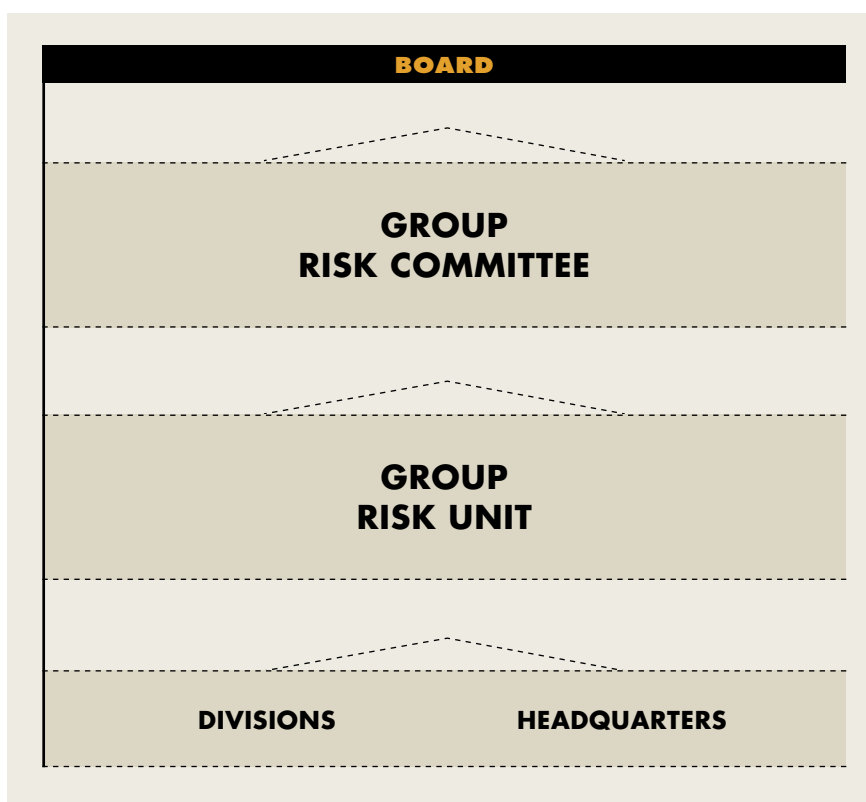 BOARD
GROUP
RISK COMMITTEE
GROUP
RISK UNIT
DIVISIONS HEADQUARTERS